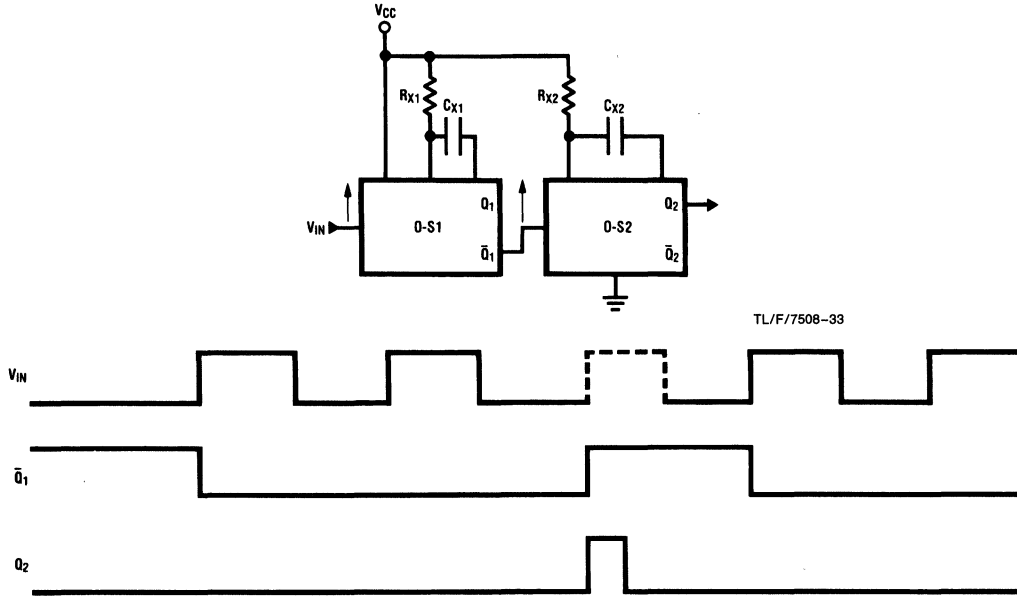 VCC
RX1
CX1
RX2
CX2
VIN
O-S1
Q1
Q̄1
O-S2
Q2
Q̄2
TL/F/7508–33
VIN
Q̄1
Q2